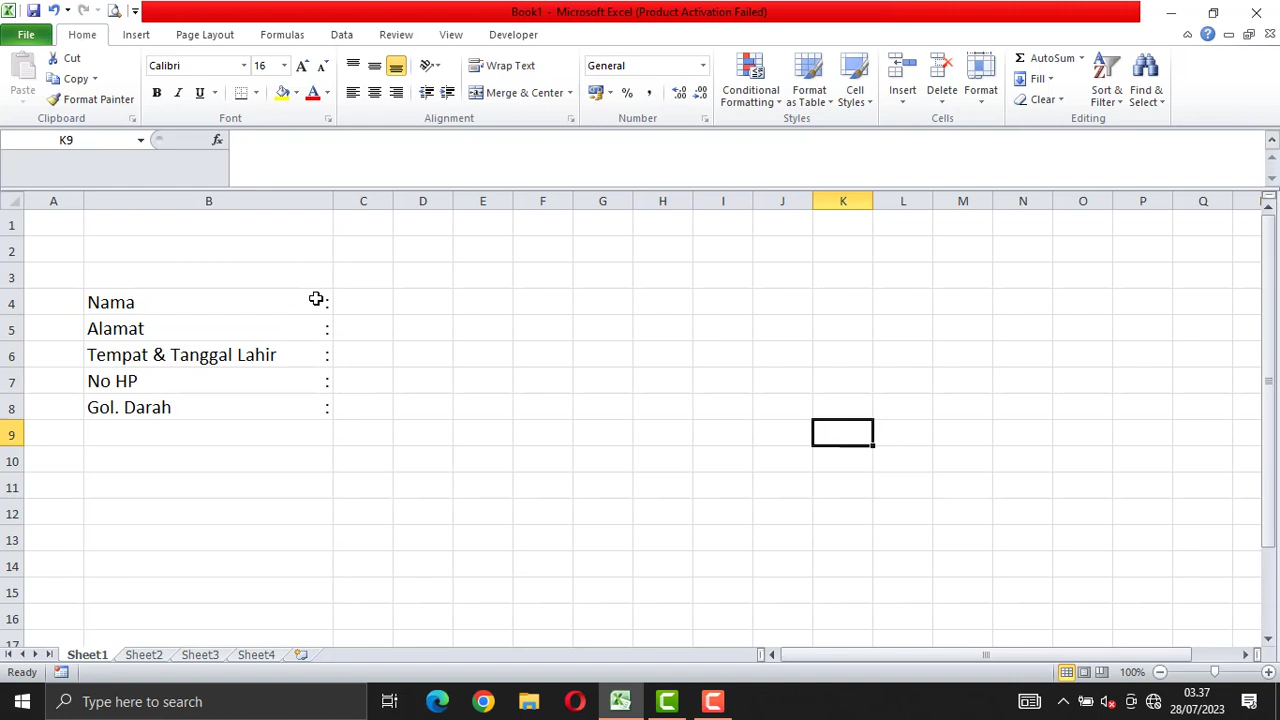 Book1 - Microsoft Excel (Product Activation Failed)
File Home Insert Page Layout Formulas Data Review View Developer
Paste Cut Copy Format Painter Clipboard
Calibri 16 A A B I U A Font
Wrap Text Merge & Center Alignment
General % , Number
Conditional Formatting Format as Table Cell Styles Styles
Insert Delete Format Cells
AutoSum Fill Clear Sort & Filter Find & Select Editing
K9 fx
A B C D E F G H I J K L M N O P Q
1
2
3
4 Nama :
5 Alamat :
6 Tempat & Tanggal Lahir :
7 No HP :
8 Gol. Darah :
9
10
11
12
13
14
15
16
17
Sheet1 Sheet2 Sheet3 Sheet4
Ready 100%
Type here to search
03.37
28/07/2023